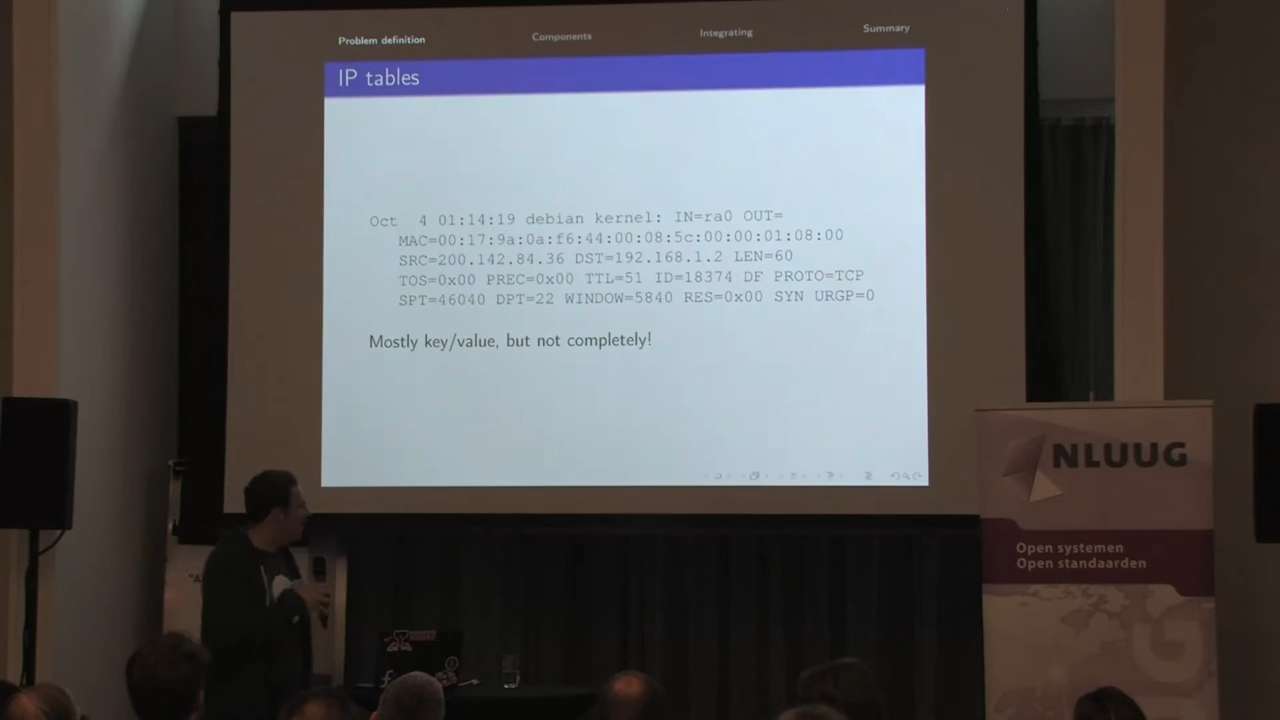 Problem definition Components Integrating Summary
IP tables
Oct  4 01:14:19 debian kernel: IN=ra0 OUT=
MAC=00:17:9a:0a:f6:44:00:08:5c:00:00:01:08:00
SRC=200.142.84.36 DST=192.168.1.2 LEN=60
TOS=0x00 PREC=0x00 TTL=51 ID=18374 DF PROTO=TCP
SPT=46040 DPT=22 WINDOW=5840 RES=0x00 SYN URGP=0
Mostly key/value, but not completely!
NLUUG
Open systemen
Open standaarden